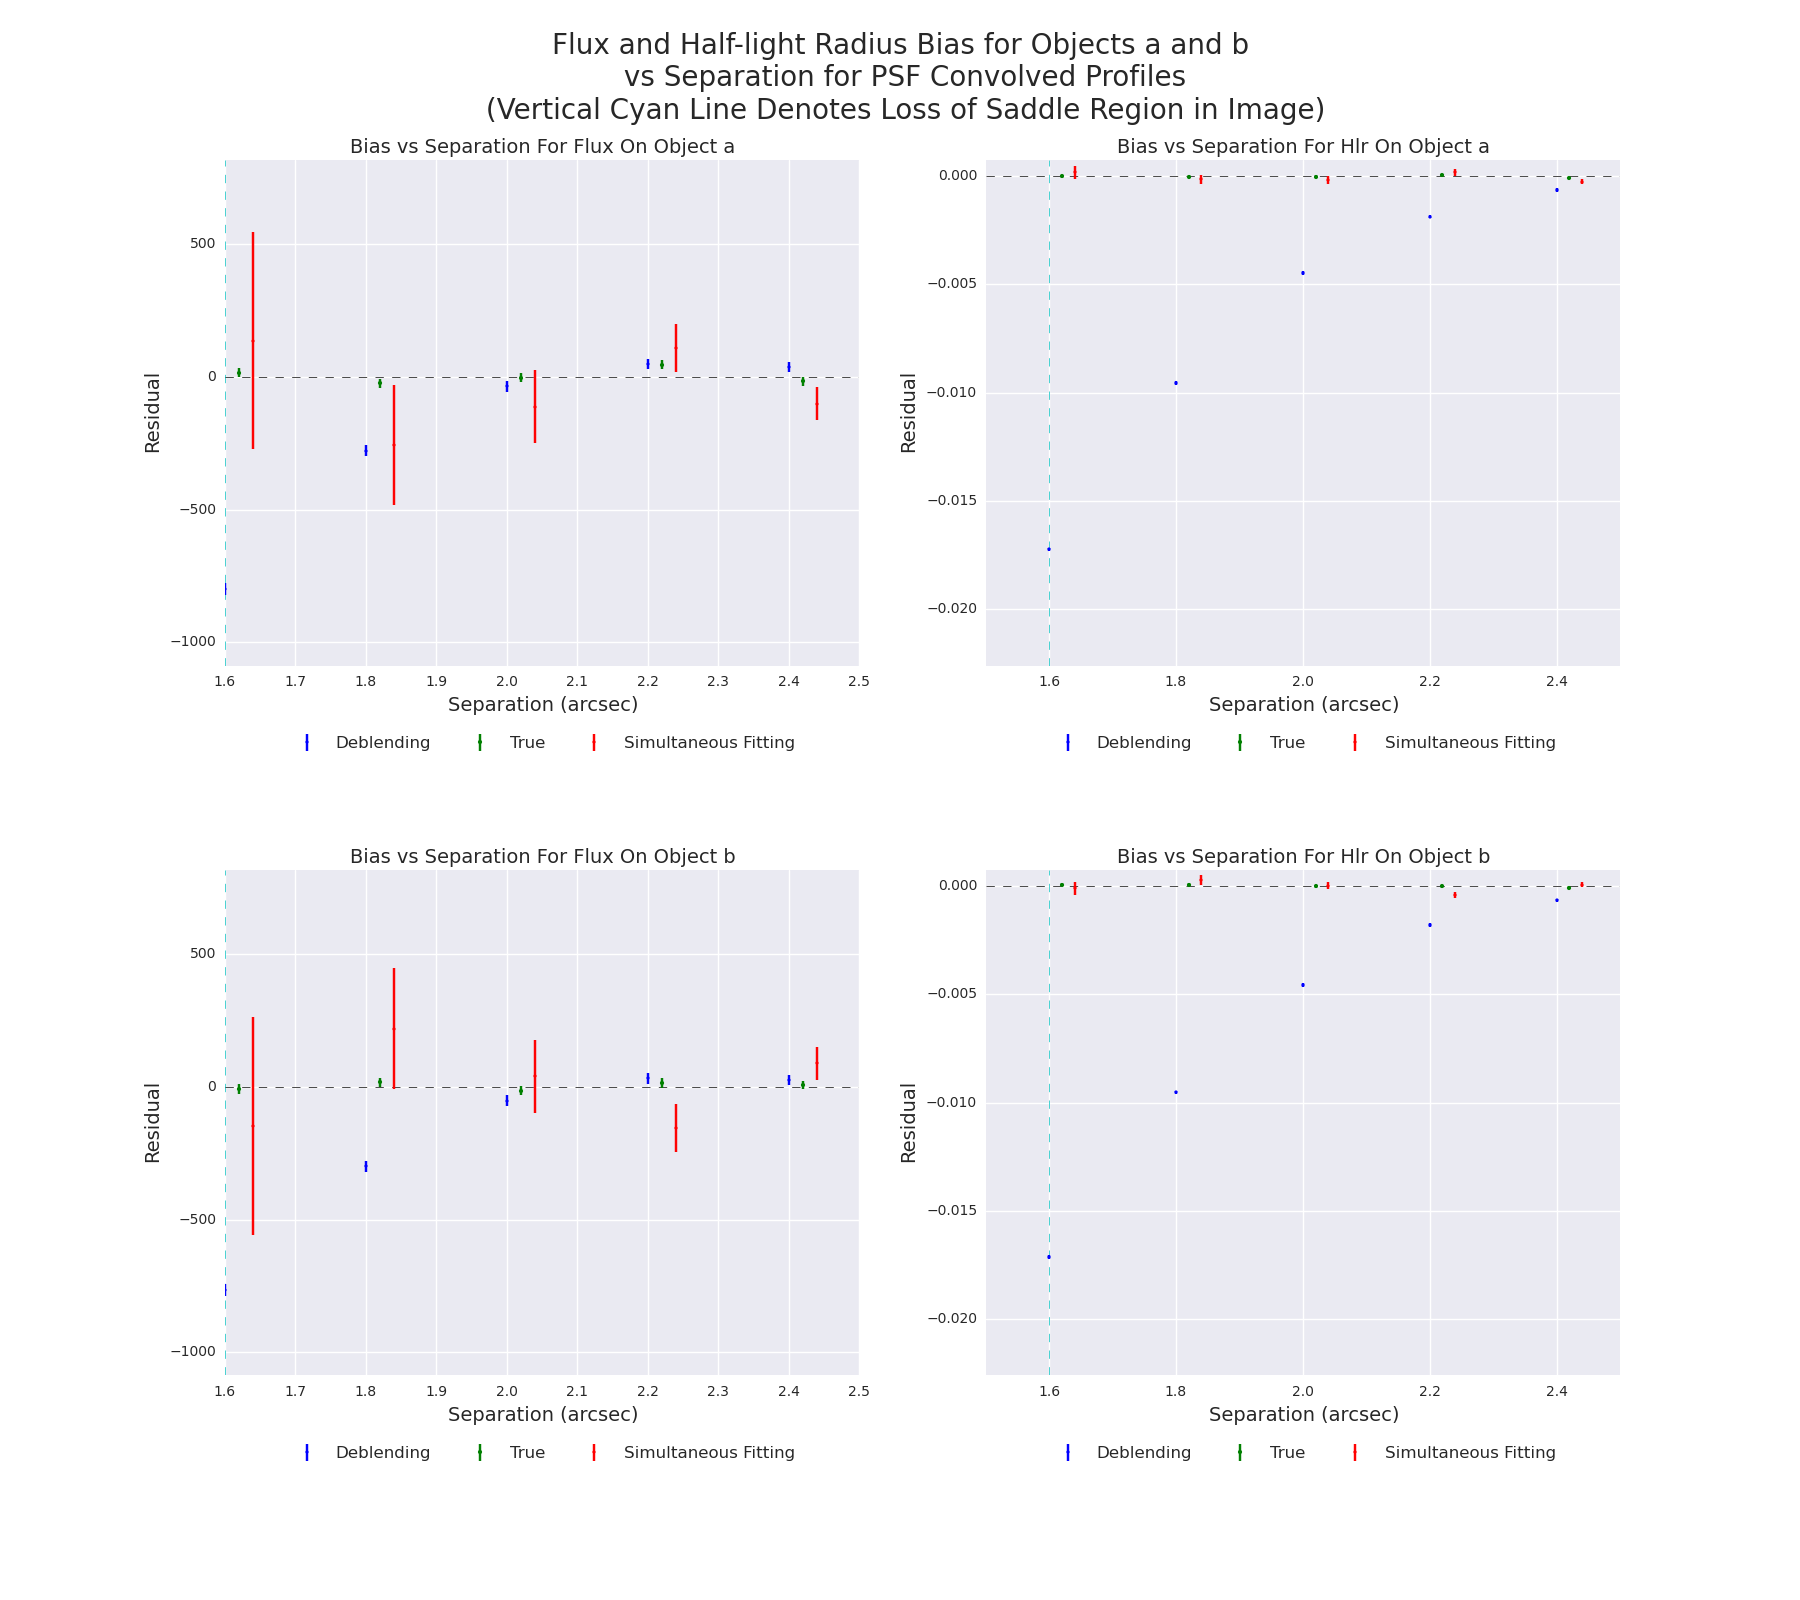 Flux and Half-light Radius Bias for Objects a and b
vs Separation for PSF Convolved Profiles
(Vertical Cyan Line Denotes Loss of Saddle Region in Image)
Bias vs Separation For Flux On Object a
500
0
−500
−1000
Residual
1.6 1.7 1.8 1.9 2.0 2.1 2.2 2.3 2.4 2.5
Separation (arcsec)
Deblending True Simultaneous Fitting
Bias vs Separation For Hlr On Object a
0.000
−0.005
−0.010
−0.015
−0.020
Residual
1.6 1.8 2.0 2.2 2.4
Separation (arcsec)
Deblending True Simultaneous Fitting
Bias vs Separation For Flux On Object b
500
0
−500
−1000
Residual
1.6 1.7 1.8 1.9 2.0 2.1 2.2 2.3 2.4 2.5
Separation (arcsec)
Deblending True Simultaneous Fitting
Bias vs Separation For Hlr On Object b
0.000
−0.005
−0.010
−0.015
−0.020
Residual
1.6 1.8 2.0 2.2 2.4
Separation (arcsec)
Deblending True Simultaneous Fitting